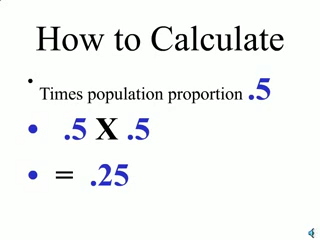 How to Calculate
• Times population proportion .5
• .5 X .5
• = .25